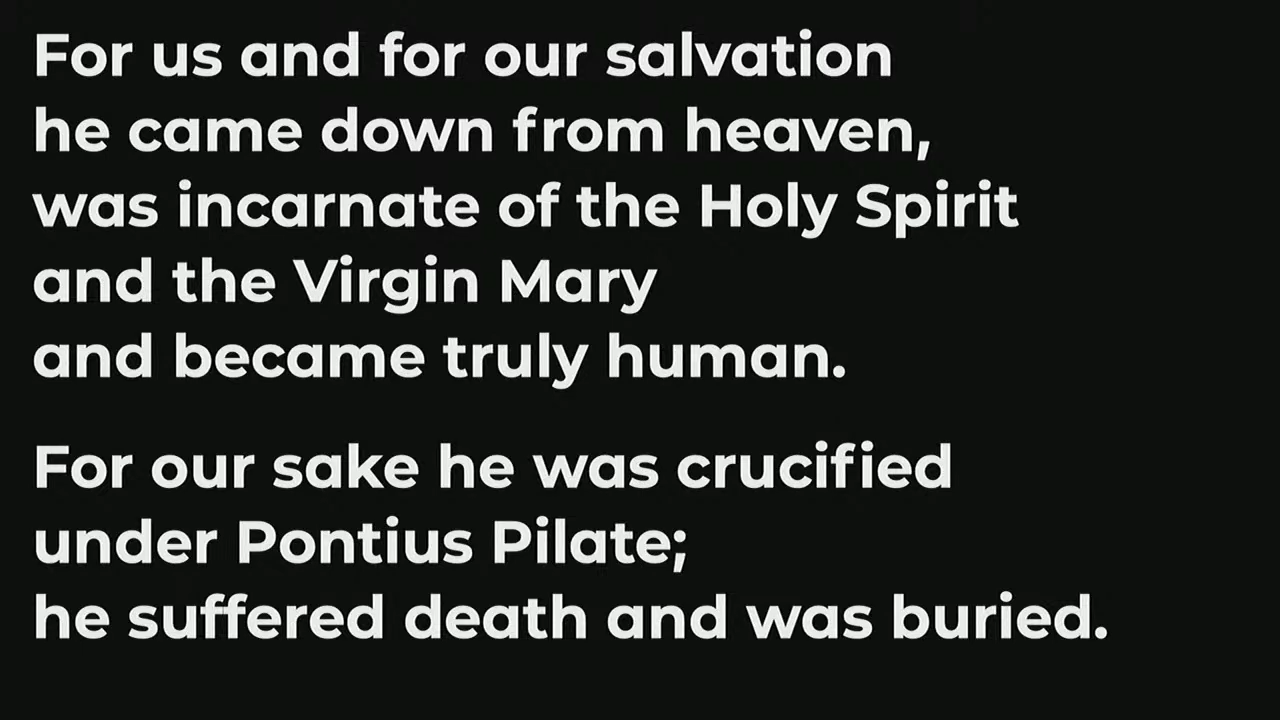 For us and for our salvation
he came down from heaven,
was incarnate of the Holy Spirit
and the Virgin Mary
and became truly human.
For our sake he was crucified
under Pontius Pilate;
he suffered death and was buried.